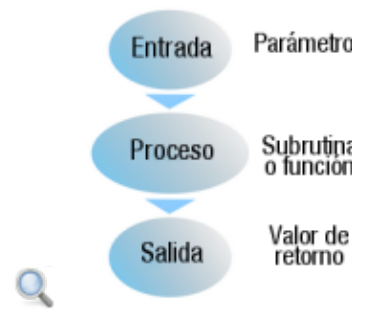 Entrada
Parámetro
Proceso
Subrutina
o función
Salida
Valor de
retorno